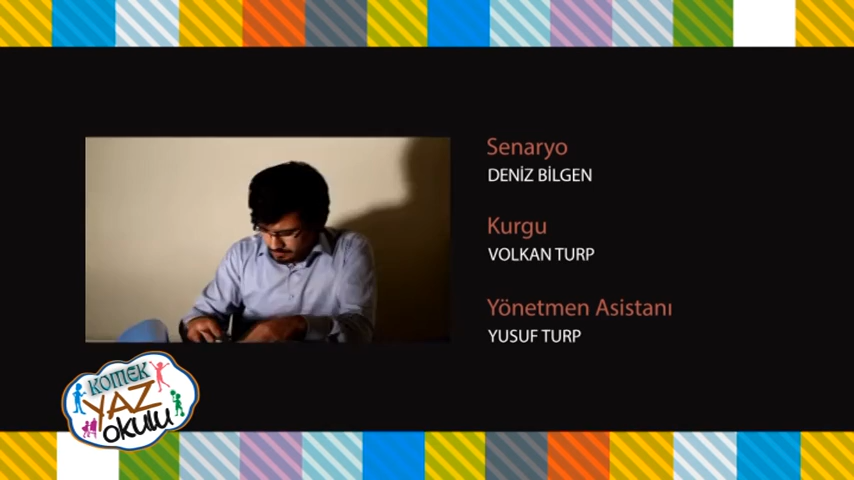 Senaryo
DENİZ BİLGEN
Kurgu
VOLKAN TURP
Yönetmen Asistanı
YUSUF TURP
KOMEK
YAZ
OKULU